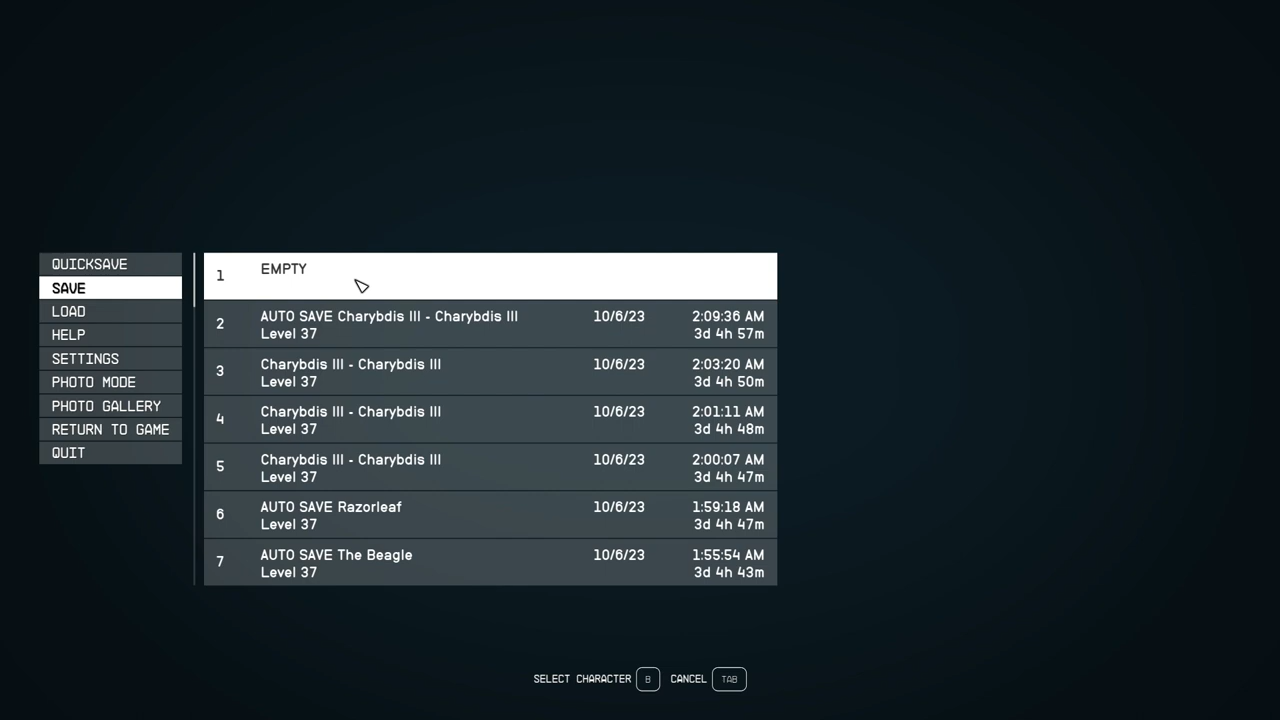 QUICKSAVE
SAVE
LOAD
HELP
SETTINGS
PHOTO MODE
PHOTO GALLERY
RETURN TO GAME
QUIT
1 EMPTY
2 AUTO SAVE Charybdis III - Charybdis III 10/6/23 2:09:36 AM
Level 37 3d 4h 57m
3 Charybdis III - Charybdis III 10/6/23 2:03:20 AM
Level 37 3d 4h 50m
4 Charybdis III - Charybdis III 10/6/23 2:01:11 AM
Level 37 3d 4h 48m
5 Charybdis III - Charybdis III 10/6/23 2:00:07 AM
Level 37 3d 4h 47m
6 AUTO SAVE Razorleaf 10/6/23 1:59:18 AM
Level 37 3d 4h 47m
7 AUTO SAVE The Beagle 10/6/23 1:55:54 AM
Level 37 3d 4h 43m
SELECT CHARACTER B CANCEL TAB